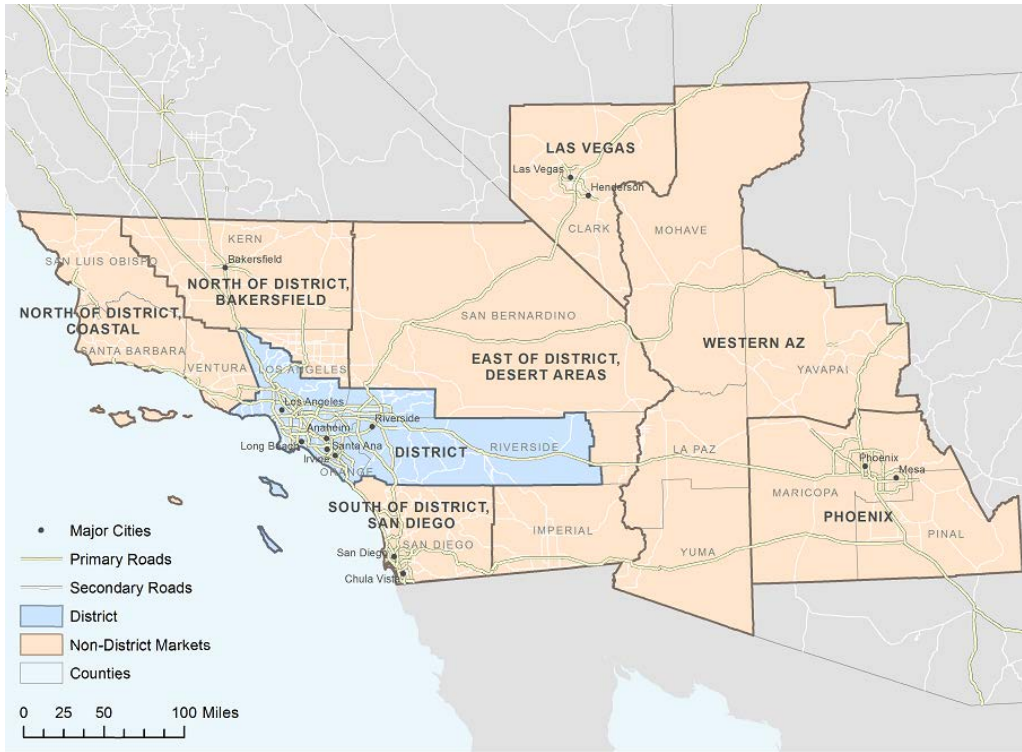 LAS VEGAS
Las Vegas
Henderson
CLARK
MOHAVE
KERN
Bakersfield
SAN LUIS OBISPO
NORTH OF DISTRICT,
BAKERSFIELD
NORTH OF DISTRICT,
COASTAL
SANTA BARBARA
VENTURA
LOS ANGELES
SAN BERNARDINO
EAST OF DISTRICT,
DESERT AREAS
WESTERN AZ
YAVAPAI
Los Angeles
Riverside
Anaheim
Long Beach
Santa Ana
Irvine
ORANGE
DISTRICT
RIVERSIDE
LA PAZ
Phoenix
Mesa
MARICOPA
PHOENIX
PINAL
SOUTH OF DISTRICT,
SAN DIEGO
SAN DIEGO
IMPERIAL
YUMA
San Diego
Chula Vista
Major Cities
Primary Roads
Secondary Roads
District
Non-District Markets
Counties
0 25 50 100 Miles